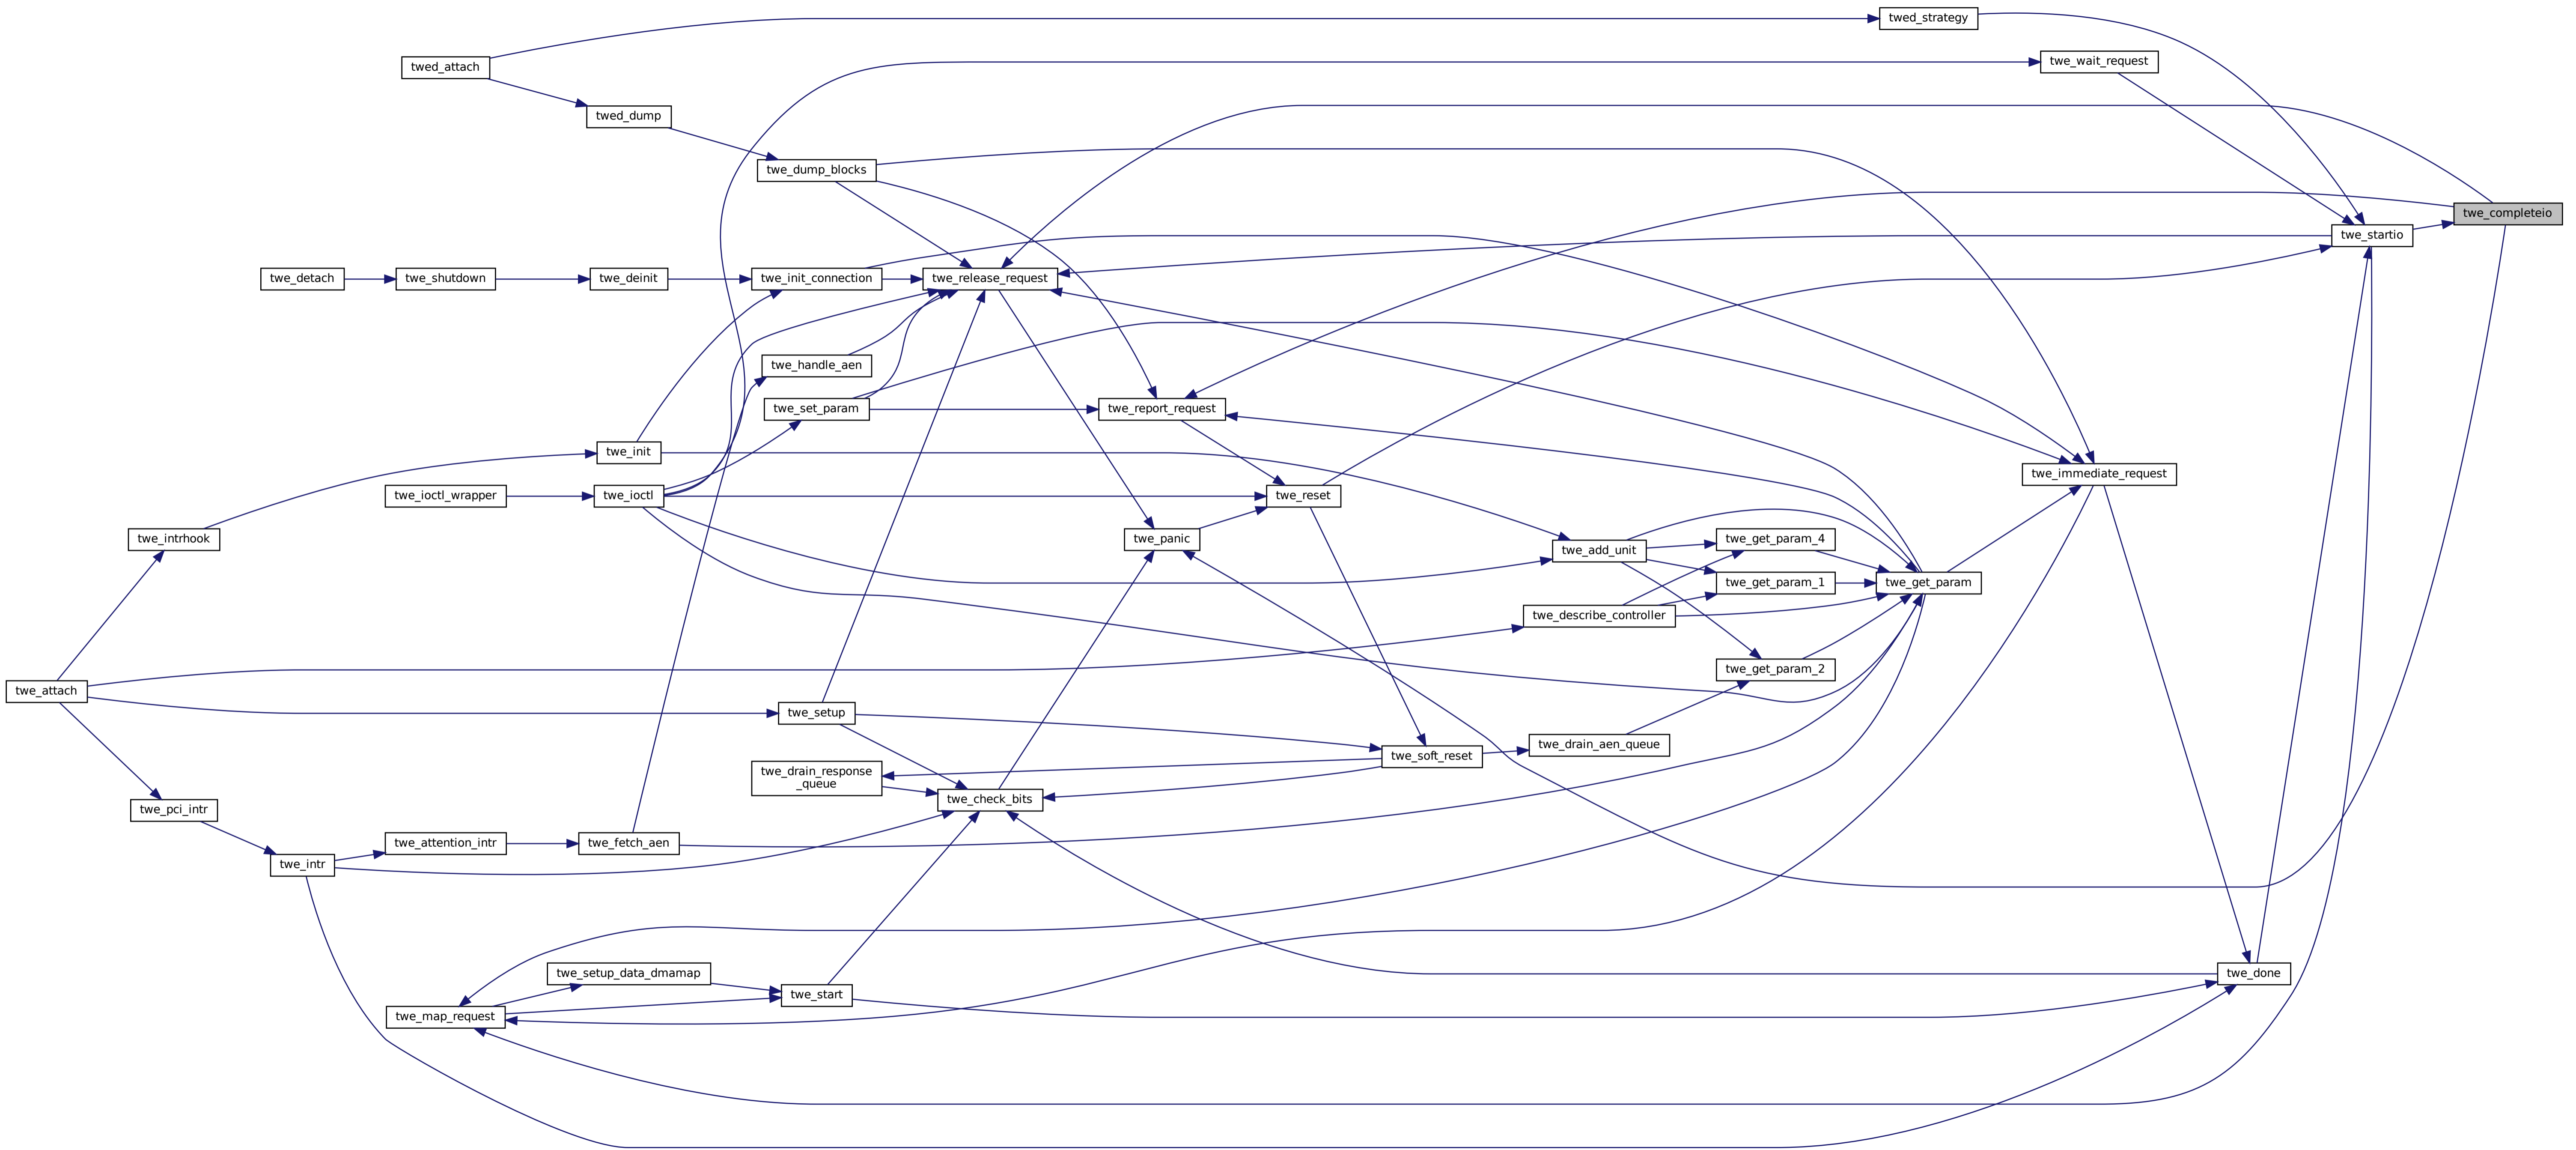 twed_strategy
twe_wait_request
twed_attach
twed_dump
twe_dump_blocks
twe_completeio
twe_startio
twe_detach
twe_shutdown
twe_deinit
twe_init_connection
twe_release_request
twe_handle_aen
twe_set_param
twe_report_request
twe_init
twe_immediate_request
twe_ioctl_wrapper
twe_ioctl
twe_reset
twe_intrhook
twe_panic
twe_add_unit
twe_get_param_4
twe_get_param_1
twe_get_param
twe_describe_controller
twe_get_param_2
twe_attach
twe_setup
twe_drain_aen_queue
twe_soft_reset
twe_drain_response
_queue
twe_check_bits
twe_pci_intr
twe_attention_intr
twe_fetch_aen
twe_intr
twe_setup_data_dmamap
twe_done
twe_start
twe_map_request